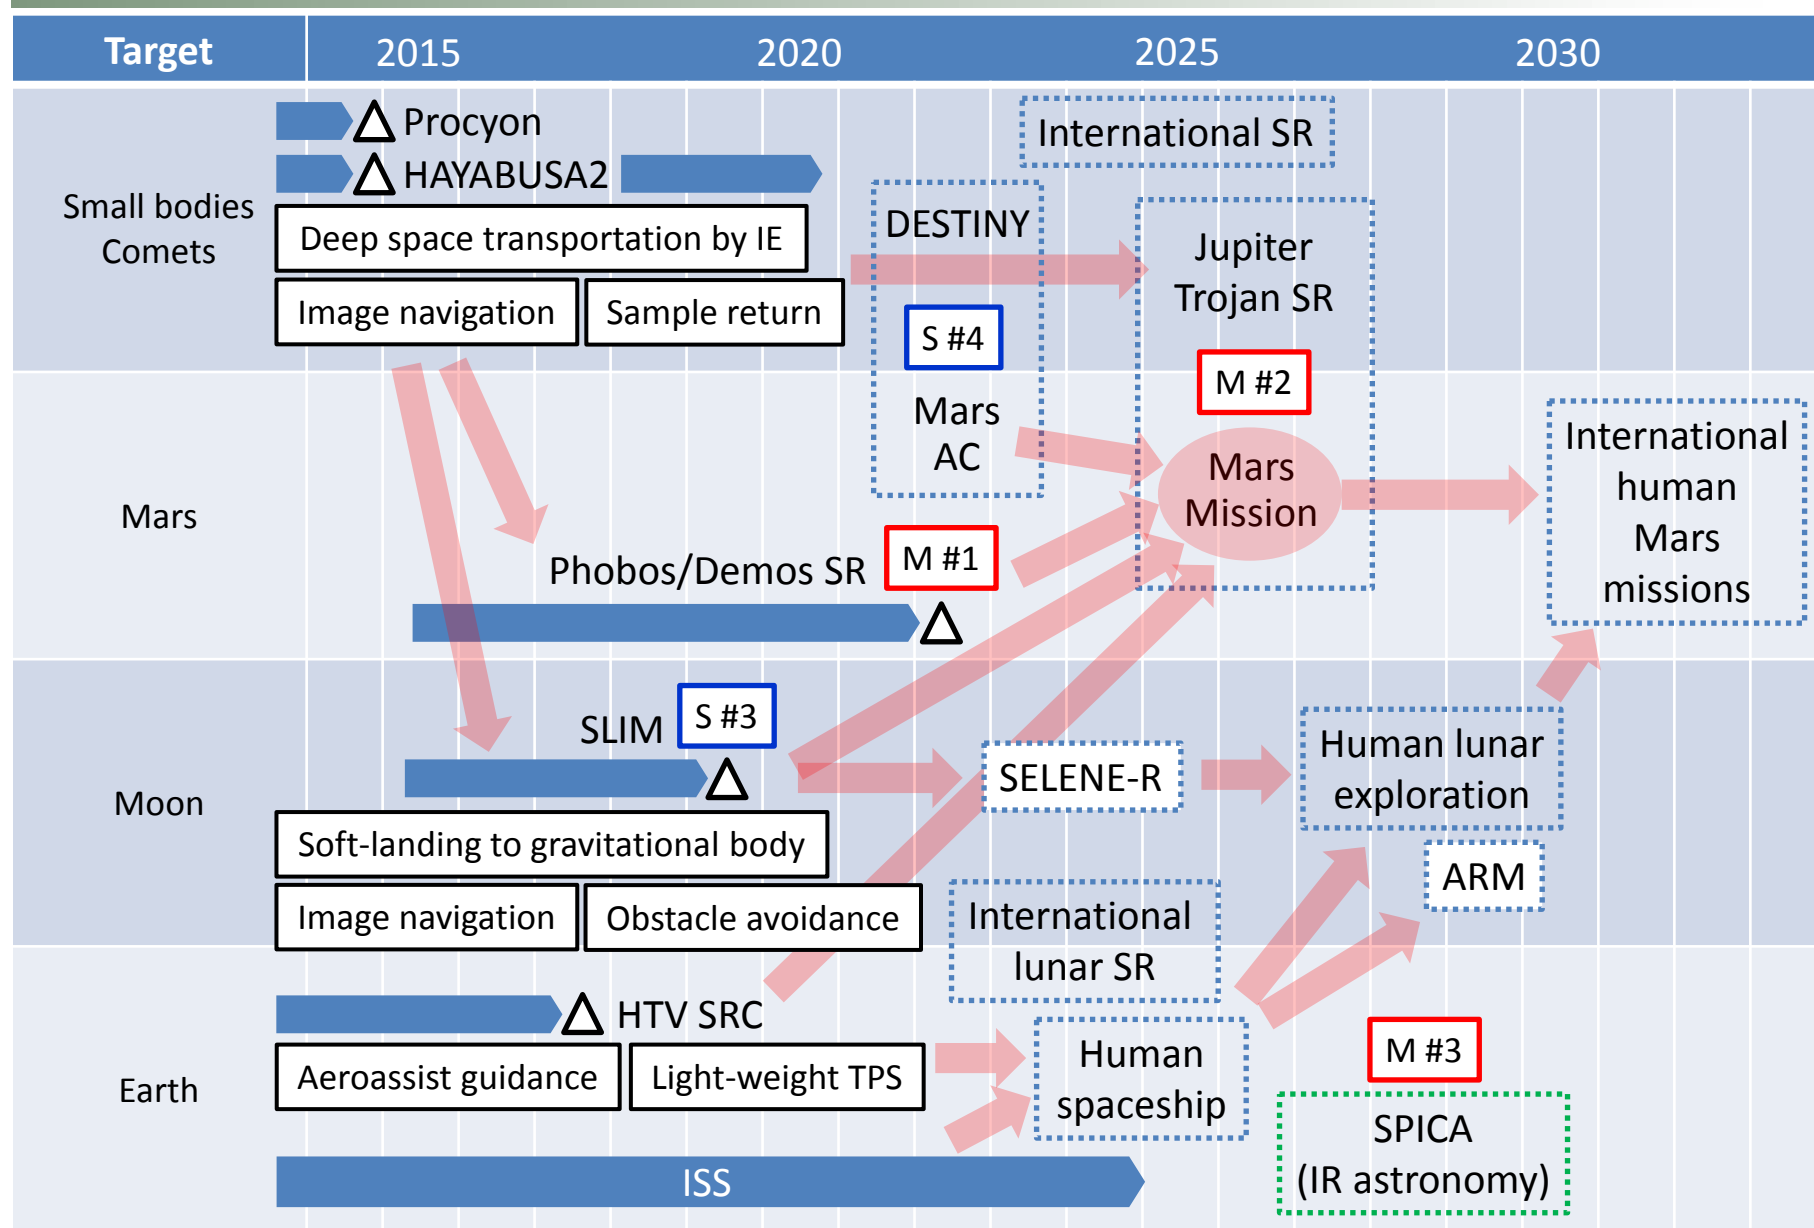 Target 2015 2020 2025 2030
Small bodies
Comets
Procyon
HAYABUSA2
Deep space transportation by IE
Image navigation
Sample return
DESTINY
S #4
International SR
Jupiter
Trojan SR
M #2
Mars
Mars
AC
Mars
Mission
International
human
Mars
missions
Phobos/Demos SR
M #1
Moon
SLIM
S #3
Soft-landing to gravitational body
Image navigation
Obstacle avoidance
SELENE-R
Human lunar
exploration
ARM
International
lunar SR
Earth
HTV SRC
Aeroassist guidance
Light-weight TPS
Human
spaceship
M #3
SPICA
(IR astronomy)
ISS